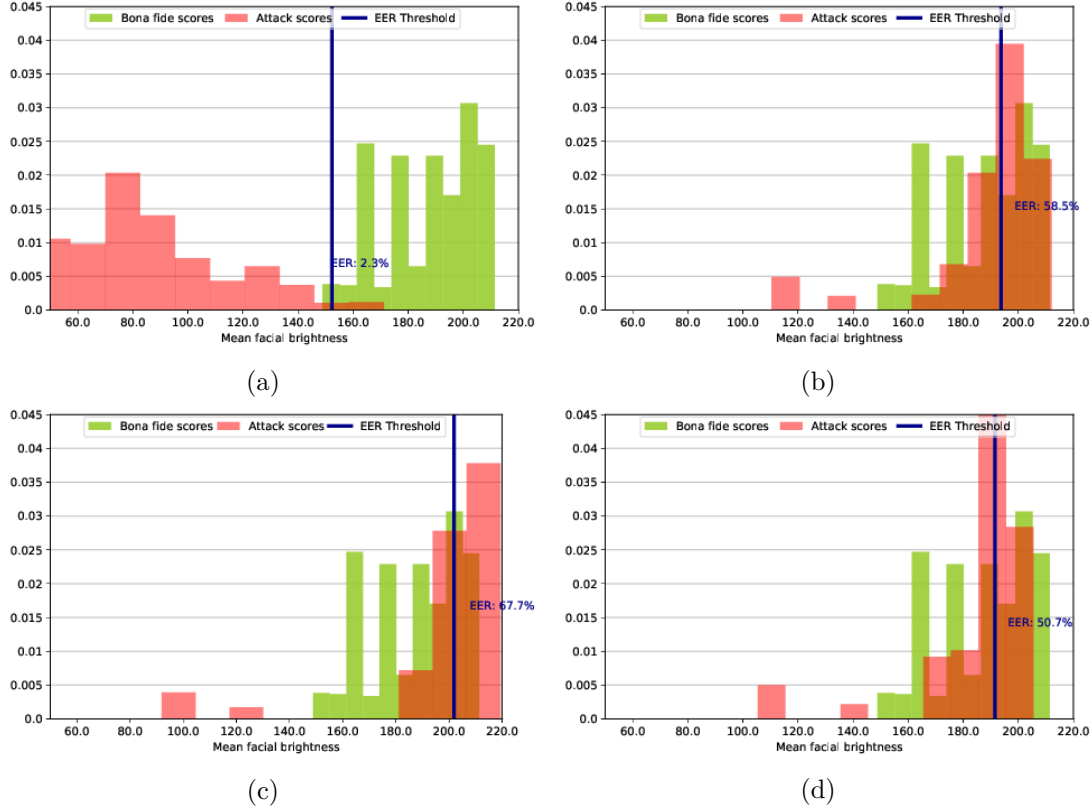 0.045
Bona fide scores Attack scores EER Threshold
0.04
0.035
0.03
0.025
0.02
0.015
0.01
EER: 2.3%
0.005
0.0
60.0 80.0 100.0 120.0 140.0 160.0 180.0 200.0 220.0
Mean facial brightness
(a)
0.045
Bona fide scores Attack scores EER Threshold
0.04
0.035
0.03
0.025
0.02
0.015
EER: 58.5%
0.01
0.005
0.0
60.0 80.0 100.0 120.0 140.0 160.0 180.0 200.0 220.0
Mean facial brightness
(b)
0.045
Bona fide scores Attack scores EER Threshold
0.04
0.035
0.03
0.025
0.02
EER: 67.7%
0.015
0.01
0.005
0.0
60.0 80.0 100.0 120.0 140.0 160.0 180.0 200.0 220.0
Mean facial brightness
(c)
0.045
Bona fide scores Attack scores EER Threshold
0.04
0.035
0.03
0.025
0.02
0.015
EER: 50.7%
0.01
0.005
0.0
60.0 80.0 100.0 120.0 140.0 160.0 180.0 200.0 220.0
Mean facial brightness
(d)